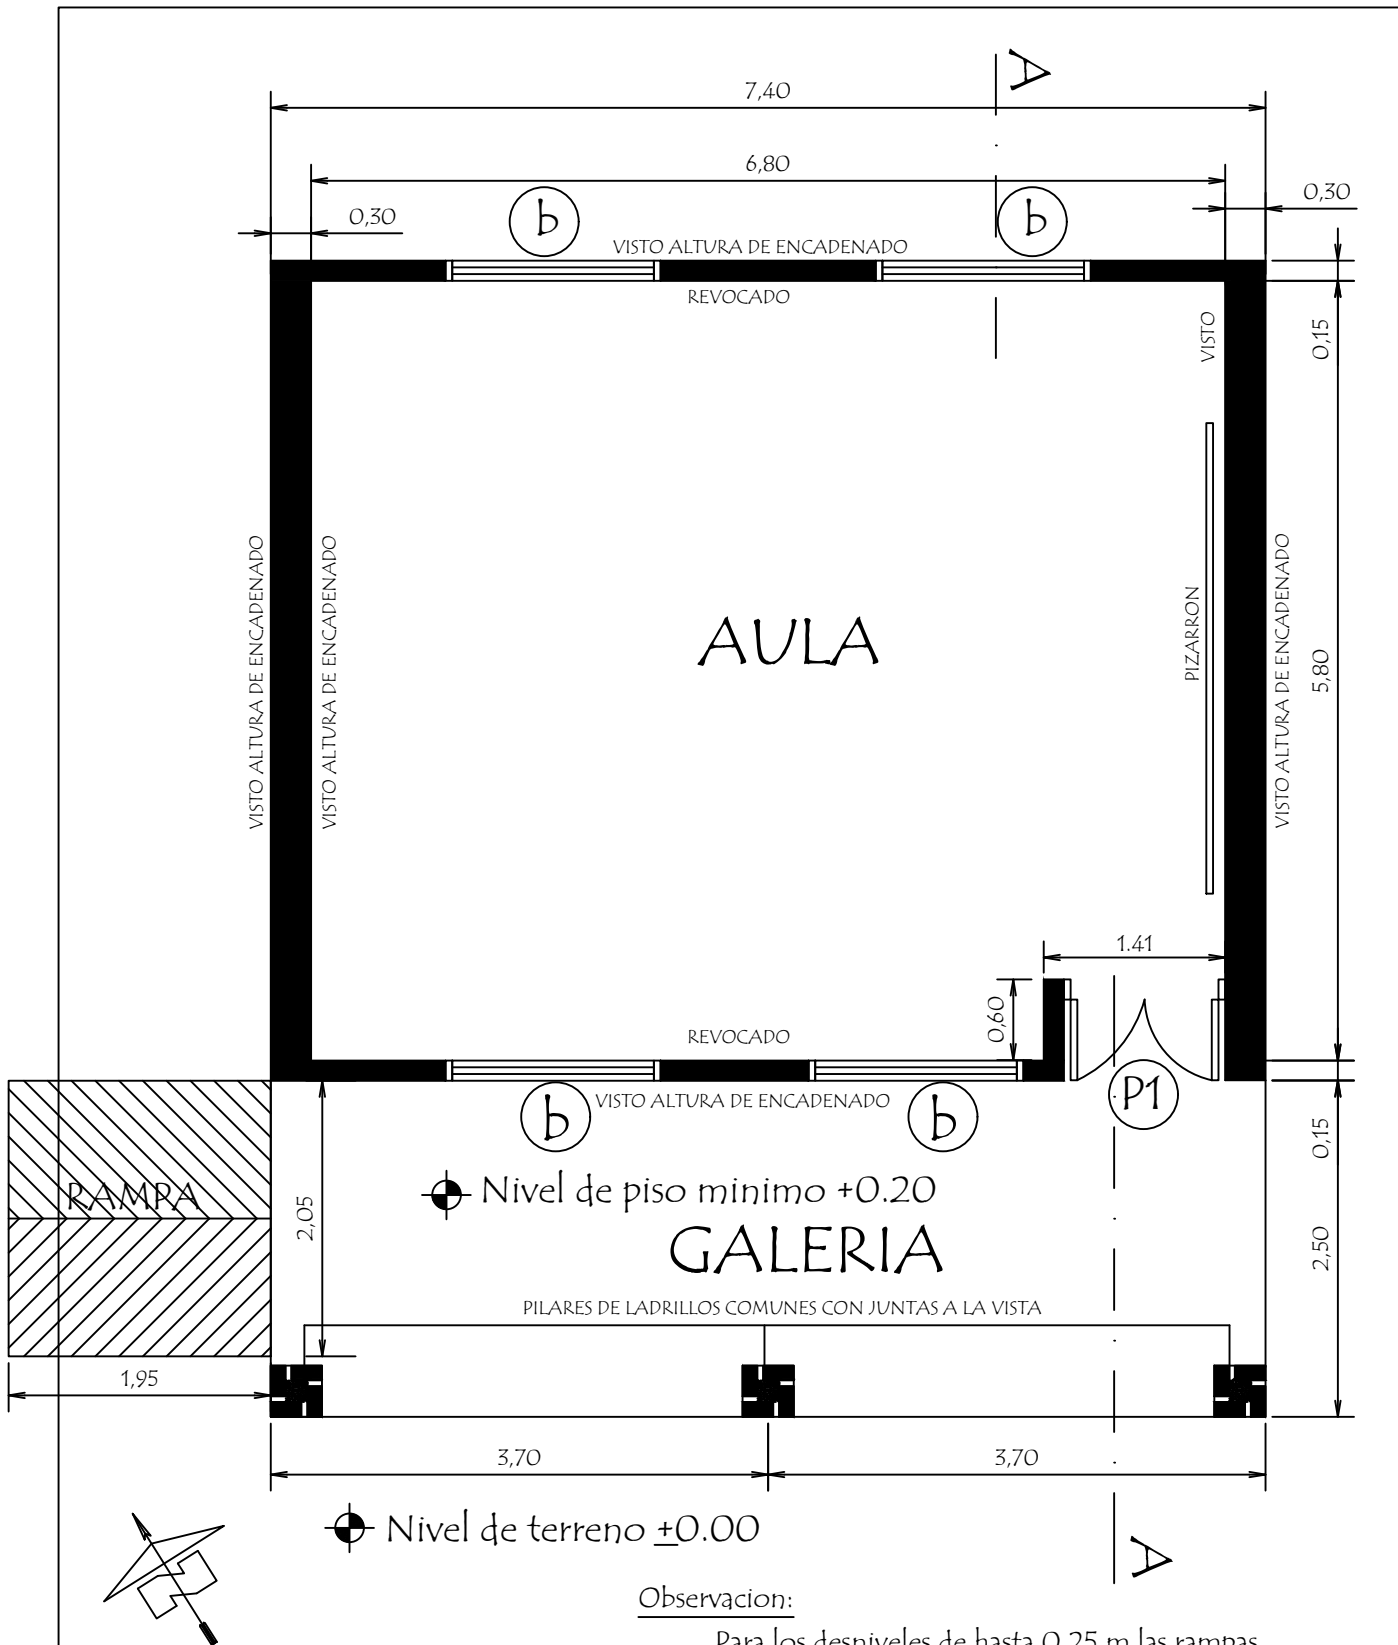 A
7,40
6,80
0,30
0,30
b
b
VISTO ALTURA DE ENCADENADO
REVOCADO
VISTO
0,15
VISTO ALTURA DE ENCADENADO
VISTO ALTURA DE ENCADENADO
AULA
PIZARRON
VISTO ALTURA DE ENCADENADO
5,80
1.41
0,60
REVOCADO
b
VISTO ALTURA DE ENCADENADO
b
P1
0,15
RAMPA
2,05
Nivel de piso minimo +0.20
GALERIA
2,50
PILARES DE LADRILLOS COMUNES CON JUNTAS A LA VISTA
1,95
3,70
3,70
Nivel de terreno ±0.00
A
Observacion:
Para los desniveles de hasta 0,25 m las rampas